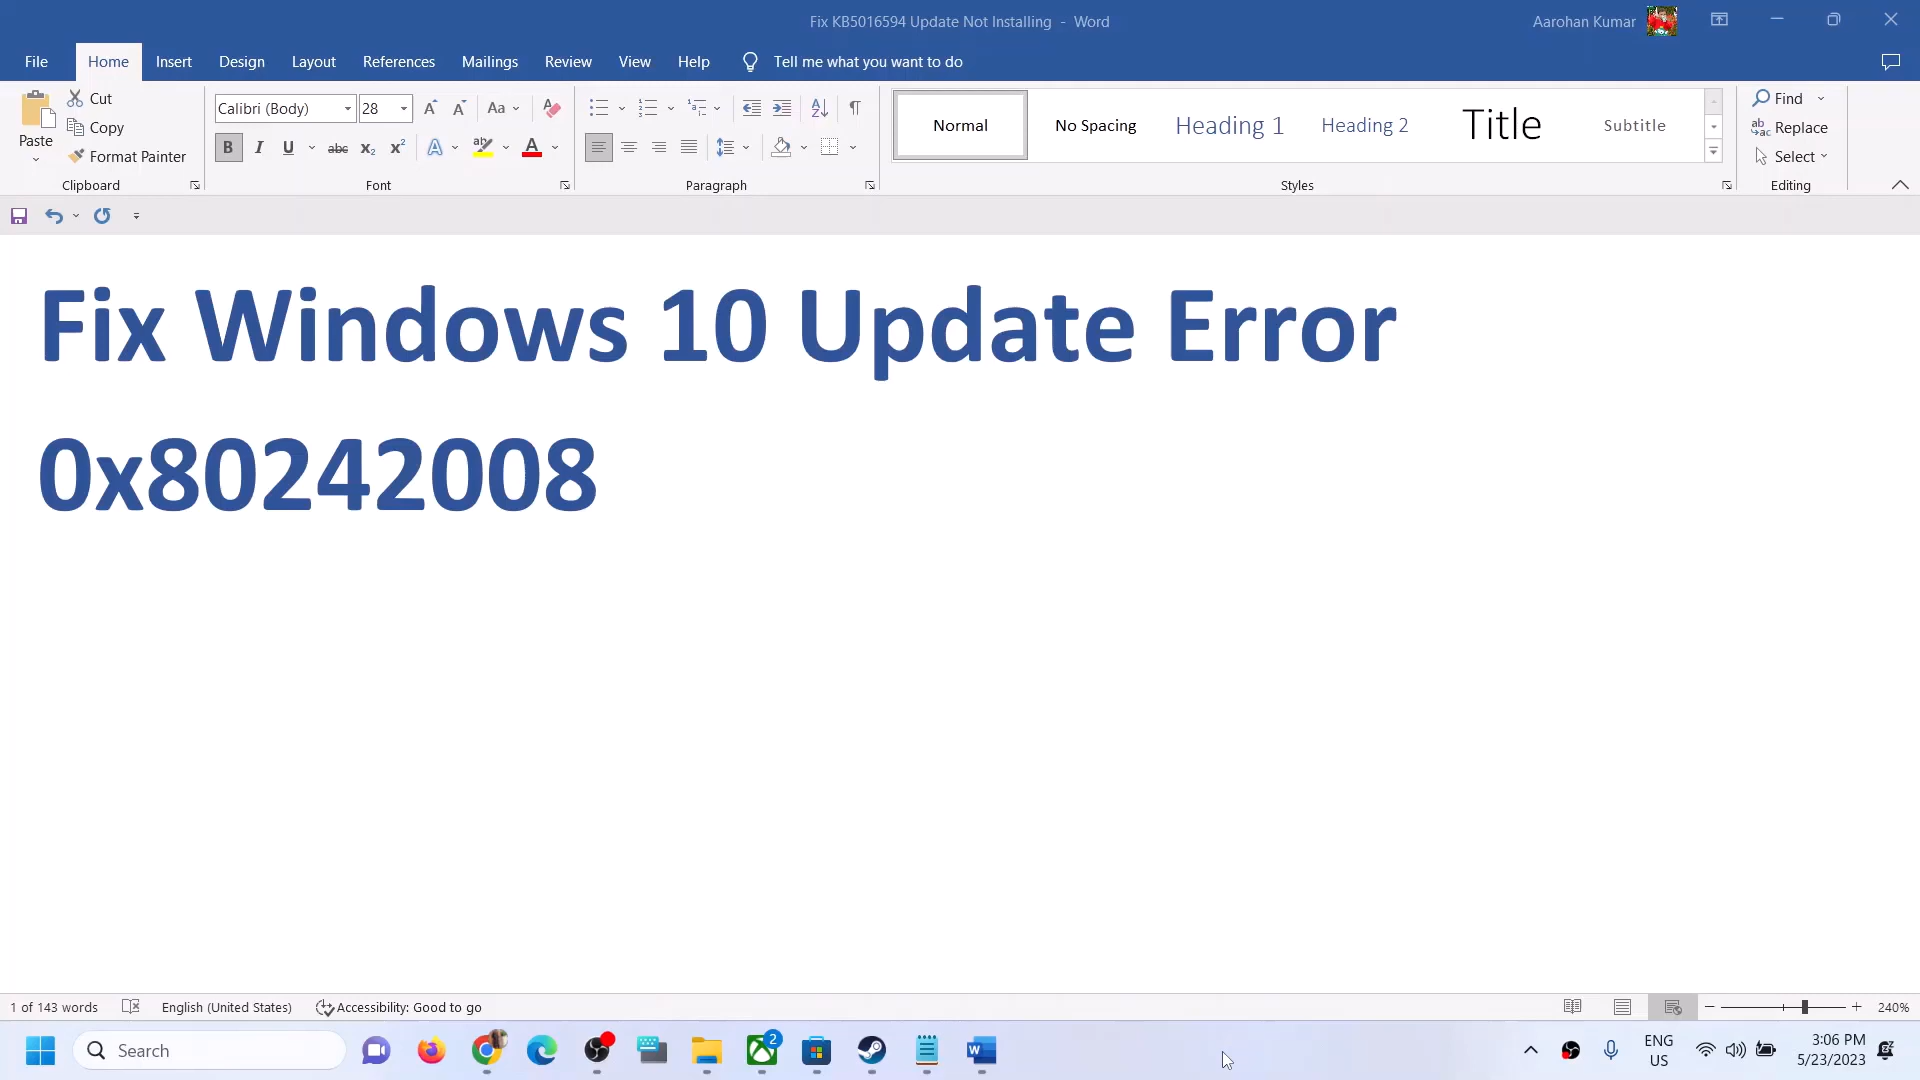 Fix KB5016594 Update Not Installing - Word
Aarohan Kumar
File Home Insert Design Layout References Mailings Review View Help Tell me what you want to do
Paste
Cut
Copy
Format Painter
Clipboard
Calibri (Body) 28
Font
Paragraph
Normal No Spacing Heading 1 Heading 2 Title Subtitle
Styles
Find
Replace
Select
Editing
Fix Windows 10 Update Error
0x80242008
1 of 143 words English (United States) Accessibility: Good to go 240%
Search
2
ENG
US
3:06 PM
5/23/2023